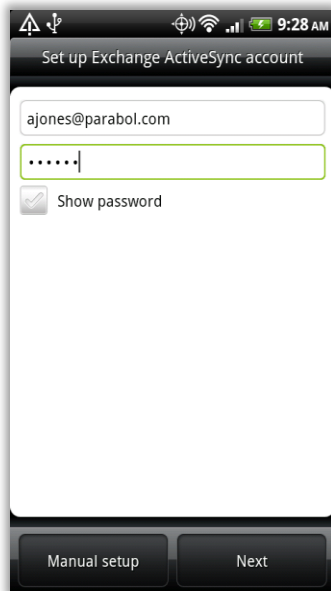 9:28 AM
Set up Exchange ActiveSync account
ajones@parabol.com
••••••
Show password
Manual setup
Next